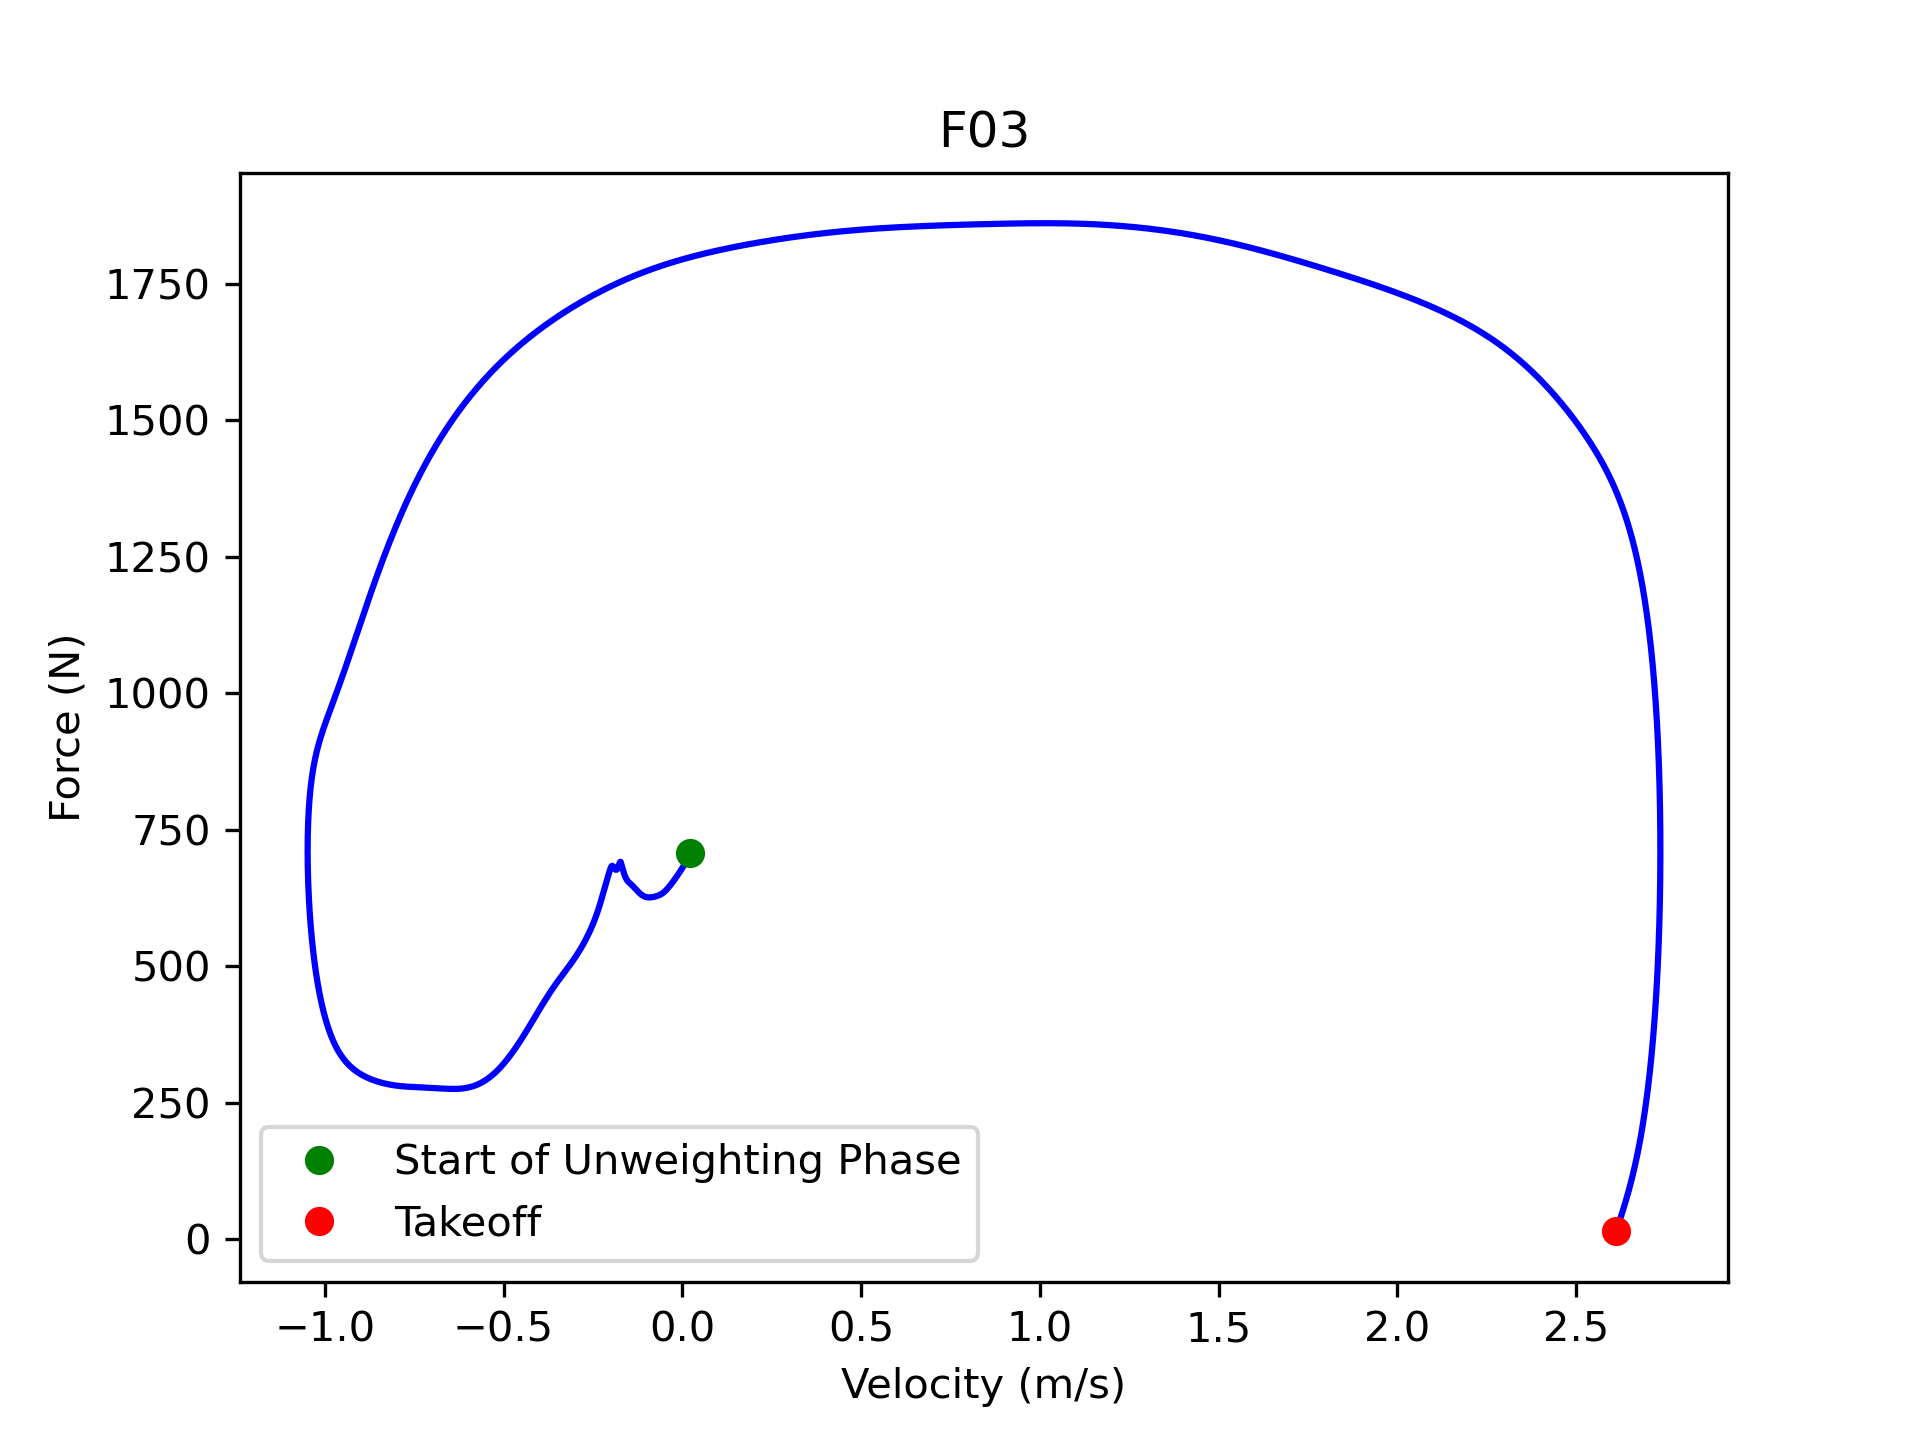 F03
Force (N)
1750
1500
1250
1000
750
500
250
0
Start of Unweighting Phase
Takeoff
−1.0 −0.5 0.0 0.5 1.0 1.5 2.0 2.5
Velocity (m/s)